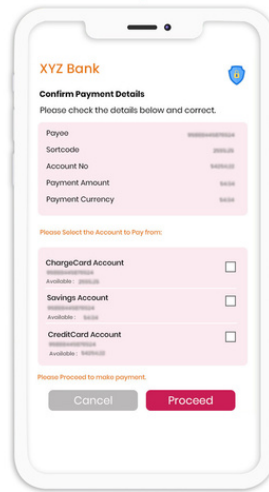 XYZ Bank
Confirm Payment Details
Please check the details below and correct.
Payee
Sortcode
Account No
Payment Amount
Payment Currency
Please Select the Account to Pay from:
ChargeCard Account
Available :
Savings Account
Available :
CreditCard Account
Available :
Please Proceed to make payment.
Cancel Proceed